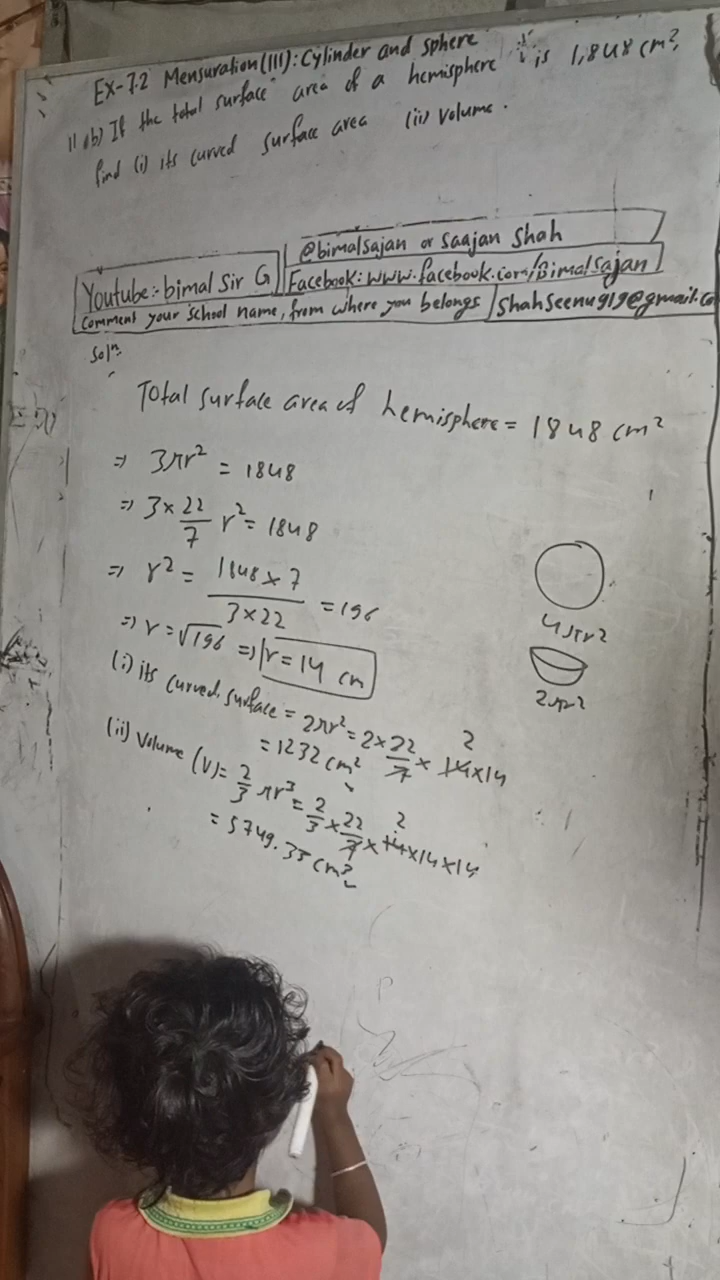 Ex-7.2 Mensuration (III): Cylinder and sphere
11 (b) If the total surface area of a hemisphere is 1,848 cm²,
find (i) its curved surface area (ii) volume.
@bimalsajan or Saajan Shah
Youtube:- bimal Sir G
Facebook: www.facebook.com/Bimalsajan
Comment your school name, from where you belongs
Shahseenu919@gmail.co
Solⁿ
Total surface area of hemisphere = 1848 cm²
⇒ 3πr² = 1848
⇒ 3 × 22/7 r² = 1848
⇒ r² = 1848 × 7 / 3 × 22 = 196
⇒ r = √196 ⇒ r = 14 cm
4πr²
2πr²
(i) its curved surface = 2πr² = 2 × 22/7 × 14 × 14
2
= 1232 cm²
(ii) Volume (V) = 2/3 πr³ = 2/3 × 22/7 × 14 × 14 × 14
2
= 5749.33 cm³
P